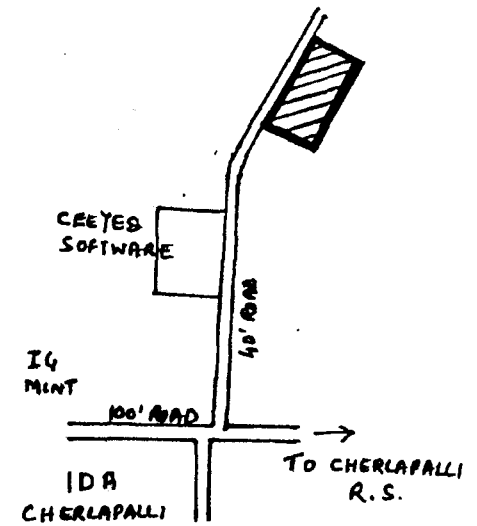 CEEYES
SOFTWARE
40' ROAD
IG
MINT
100' ROAD
TO CHERLAPALLI
R.S.
IDA
CHERLAPALLI